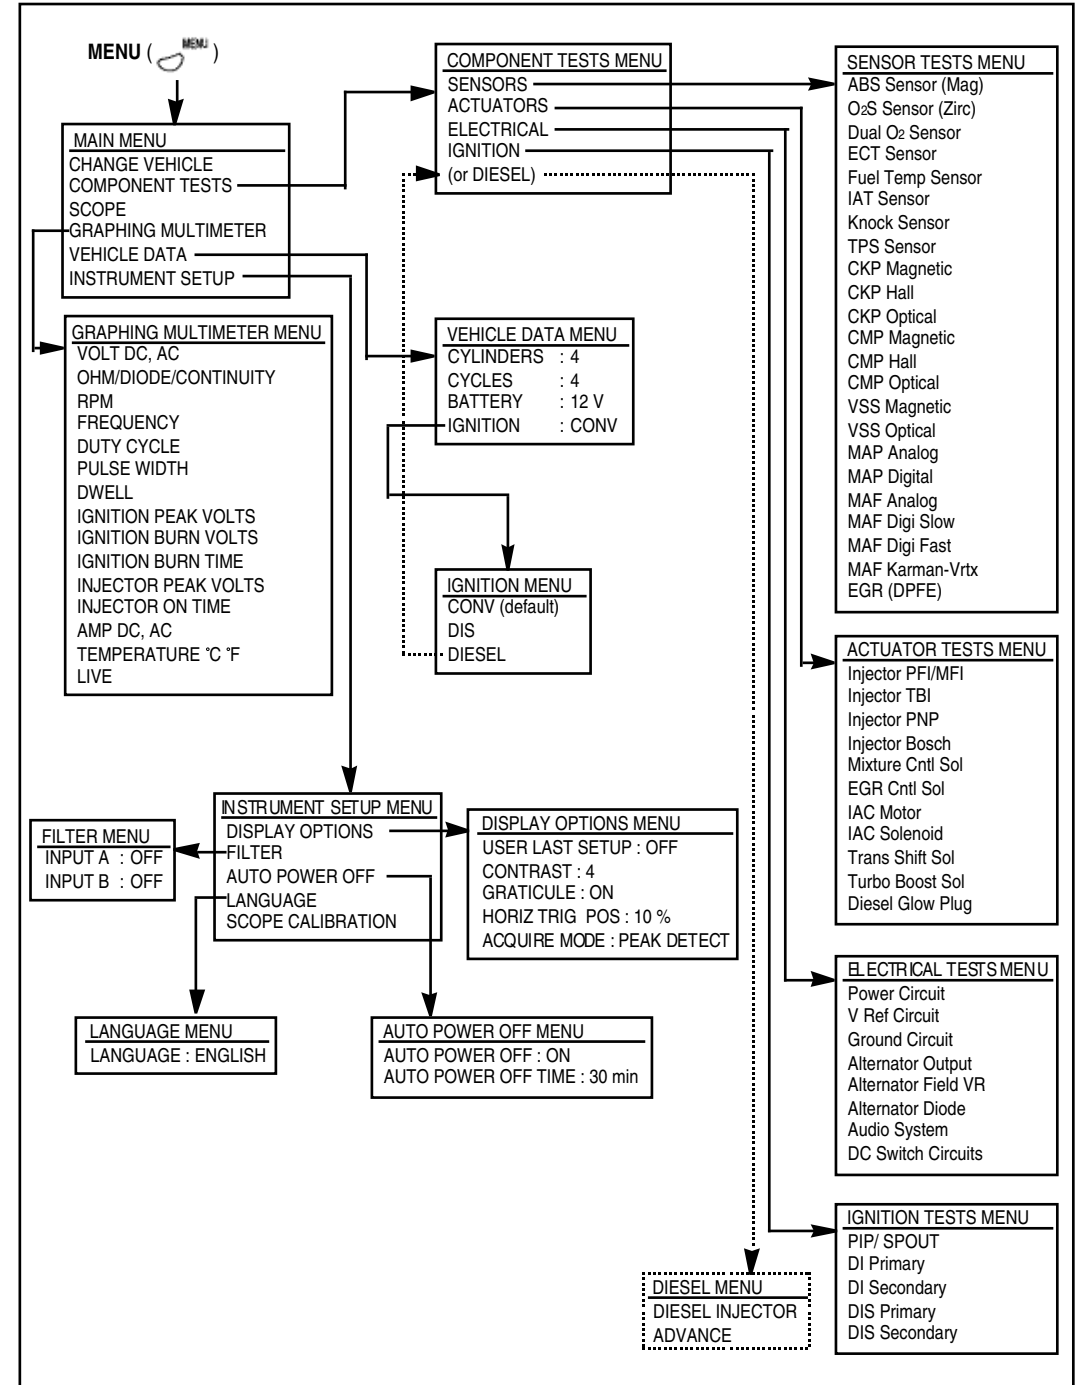 MENU ( MENU )
MAIN MENU
CHANGE VEHICLE
COMPONENT TESTS
SCOPE
GRAPHING MULTIMETER
VEHICLE DATA
INSTRUMENT SETUP
COMPONENT TESTS MENU
SENSORS
ACTUATORS
ELECTRICAL
IGNITION
(or DIESEL)
SENSOR TESTS MENU
ABS Sensor (Mag)
O2S Sensor (Zirc)
Dual O2 Sensor
ECT Sensor
Fuel Temp Sensor
IAT Sensor
Knock Sensor
TPS Sensor
CKP Magnetic
CKP Hall
CKP Optical
CMP Magnetic
CMP Hall
CMP Optical
VSS Magnetic
VSS Optical
MAP Analog
MAP Digital
MAF Analog
MAF Digi Slow
MAF Digi Fast
MAF Karman-Vrtx
EGR (DPFE)
GRAPHING MULTIMETER MENU
VOLT DC, AC
OHM/DIODE/CONTINUITY
RPM
FREQUENCY
DUTY CYCLE
PULSE WIDTH
DWELL
IGNITION PEAK VOLTS
IGNITION BURN VOLTS
IGNITION BURN TIME
INJECTOR PEAK VOLTS
INJECTOR ON TIME
AMP DC, AC
TEMPERATURE °C °F
LIVE
VEHICLE DATA MENU
CYLINDERS : 4
CYCLES : 4
BATTERY : 12 V
IGNITION : CONV
IGNITION MENU
CONV (default)
DIS
DIESEL
ACTUATOR TESTS MENU
Injector PFI/MFI
Injector TBI
Injector PNP
Injector Bosch
Mixture Cntl Sol
EGR Cntl Sol
IAC Motor
IAC Solenoid
Trans Shift Sol
Turbo Boost Sol
Diesel Glow Plug
INSTRUMENT SETUP MENU
DISPLAY OPTIONS
FILTER
AUTO POWER OFF
LANGUAGE
SCOPE CALIBRATION
FILTER MENU
INPUT A : OFF
INPUT B : OFF
DISPLAY OPTIONS MENU
USER LAST SETUP : OFF
CONTRAST : 4
GRATICULE : ON
HORIZ TRIG POS : 10 %
ACQUIRE MODE : PEAK DETECT
LANGUAGE MENU
LANGUAGE : ENGLISH
AUTO POWER OFF MENU
AUTO POWER OFF : ON
AUTO POWER OFF TIME : 30 min
ELECTRICAL TESTS MENU
Power Circuit
V Ref Circuit
Ground Circuit
Alternator Output
Alternator Field VR
Alternator Diode
Audio System
DC Switch Circuits
IGNITION TESTS MENU
PIP/ SPOUT
DI Primary
DI Secondary
DIS Primary
DIS Secondary
DIESEL MENU
DIESEL INJECTOR
ADVANCE